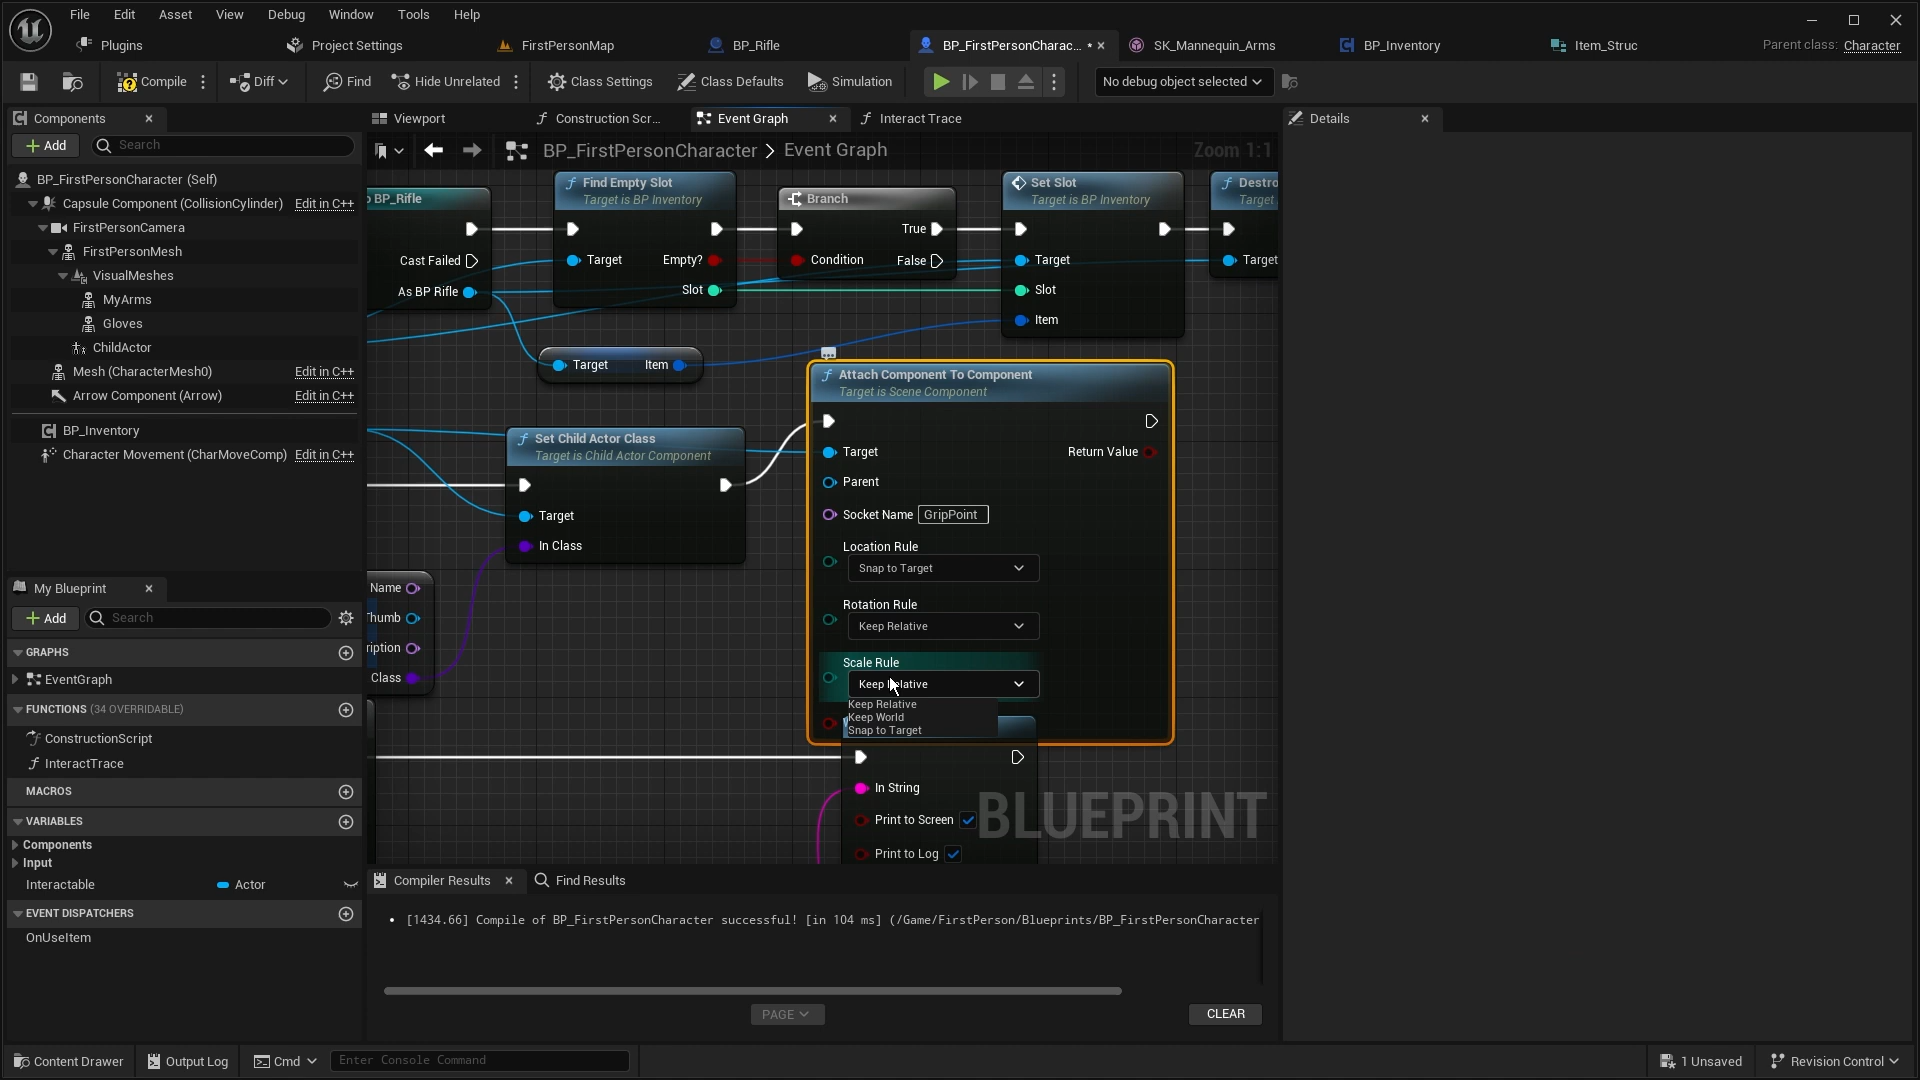 File Edit Asset View Debug Window Tools Help
Plugins Project Settings FirstPersonMap BP_Rifle BP_FirstPersonCharac... * SK_Mannequin_Arms BP_Inventory Item_Struc Parent class: Character
Compile Diff Find Hide Unrelated Class Settings Class Defaults Simulation No debug object selected
Components
Add Search
BP_FirstPersonCharacter (Self)
Capsule Component (CollisionCylinder) Edit in C++
FirstPersonCamera
FirstPersonMesh
VisualMeshes
MyArms
Gloves
ChildActor
Mesh (CharacterMesh0) Edit in C++
Arrow Component (Arrow) Edit in C++
BP_Inventory
Character Movement (CharMoveComp) Edit in C++
My Blueprint
Add Search
GRAPHS
EventGraph
FUNCTIONS (34 OVERRIDABLE)
ConstructionScript
InteractTrace
MACROS
VARIABLES
Components
Input
Interactable Actor
EVENT DISPATCHERS
OnUseItem
Viewport Construction Scr... Event Graph Interact Trace
BP_FirstPersonCharacter > Event Graph Zoom 1:1
BP_Rifle
Cast Failed
As BP Rifle
Find Empty Slot
Target is BP Inventory
Target Empty?
Slot
Branch
True
Condition False
Set Slot
Target is BP Inventory
Target
Slot
Item
Destro
Target
Target
Target Item
Set Child Actor Class
Target is Child Actor Component
Target
In Class
Name
Thumb
ription
Class
Attach Component To Component
Target is Scene Component
Target Return Value
Parent
Socket Name GripPoint
Location Rule
Snap to Target
Rotation Rule
Keep Relative
Scale Rule
Keep Relative
Keep Relative
Keep World
Snap to Target
In String
Print to Screen
Print to Log
BLUEPRINT
Compiler Results Find Results
• [1434.66] Compile of BP_FirstPersonCharacter successful! [in 104 ms] (/Game/FirstPerson/Blueprints/BP_FirstPersonCharacter
PAGE CLEAR
Details
Content Drawer Output Log Cmd Enter Console Command 1 Unsaved Revision Control